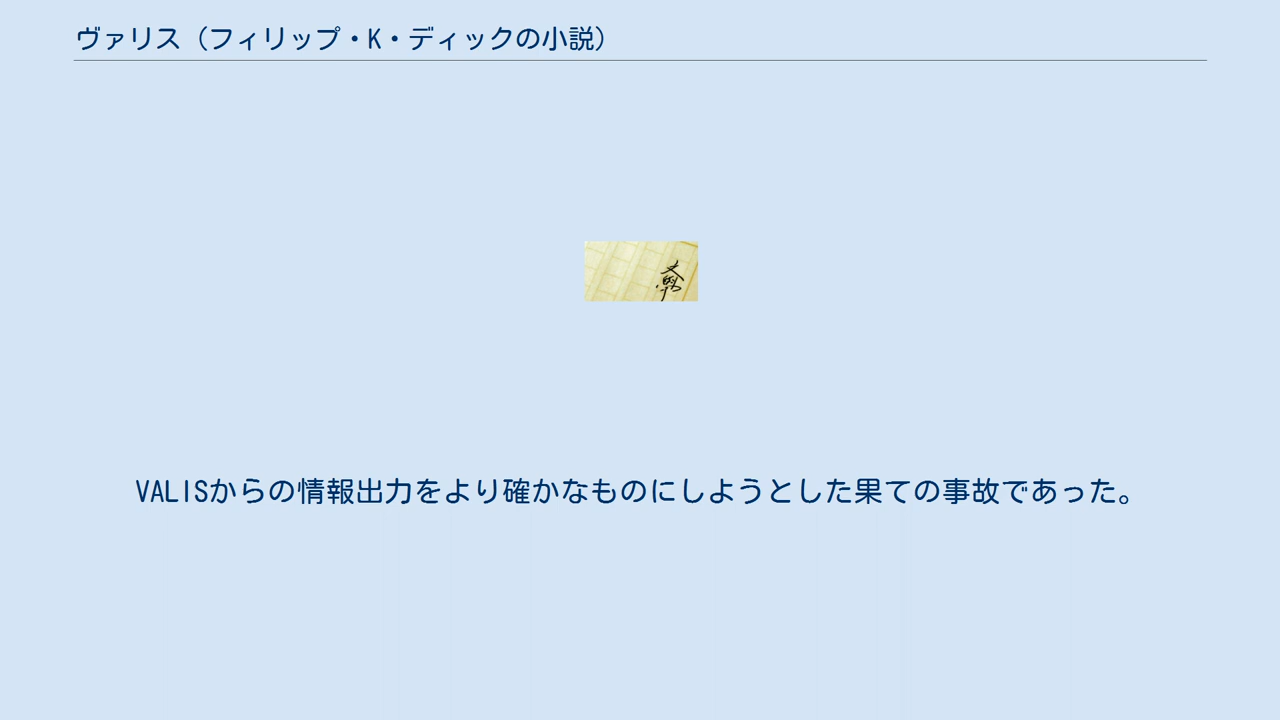 ヴァリス（フィリップ・K・ディックの小説）
VALISからの情報出力をより確かなものにしようとした果ての事故であった。